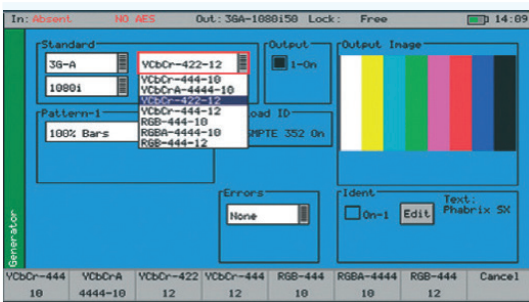 In: Absent NO AES Out: 3GA-1080i50 Lock: Free 14:09
Standard
Output
Output Image
3G-A
YCbCr-422-12
1-On
1080i
YCbCr-444-10
YCbCrA-4444-10
YCbCr-422-12
YCbCr-444-12
RGB-444-10
RGBA-4444-10
RGB-444-12
Pattern-1
100% Bars
oad ID
MPTE 352 On
Errors
None
Ident
On-1
Edit
Text:
Phabrix SX
Generator
YCbCr-444 10
YCbCrA 4444-10
YCbCr-422 12
YCbCr-444 12
RGB-444 10
RGBA-4444 10
RGB-444 12
Cancel